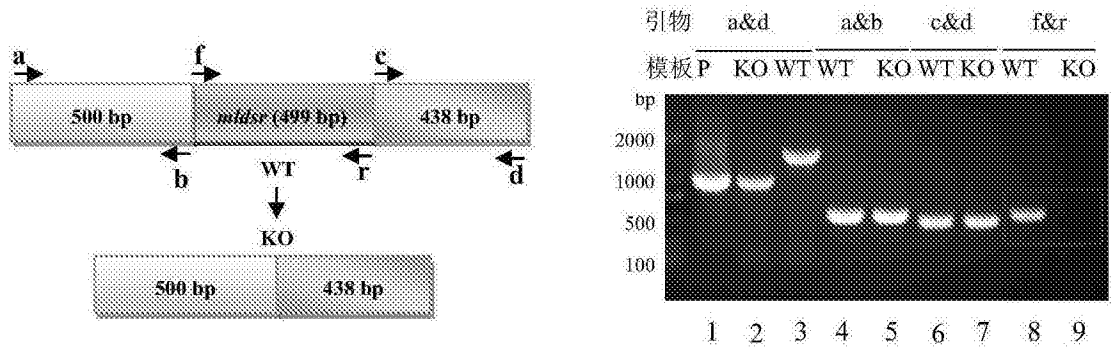 a f c
500 bp mldsr (499 bp) 438 bp
b WT r d
KO
500 bp 438 bp
引物 a&d a&b c&d f&r
模板 P KO WT WT KO WT KO WT KO
bp
2000
1000
500
100
1 2 3 4 5 6 7 8 9